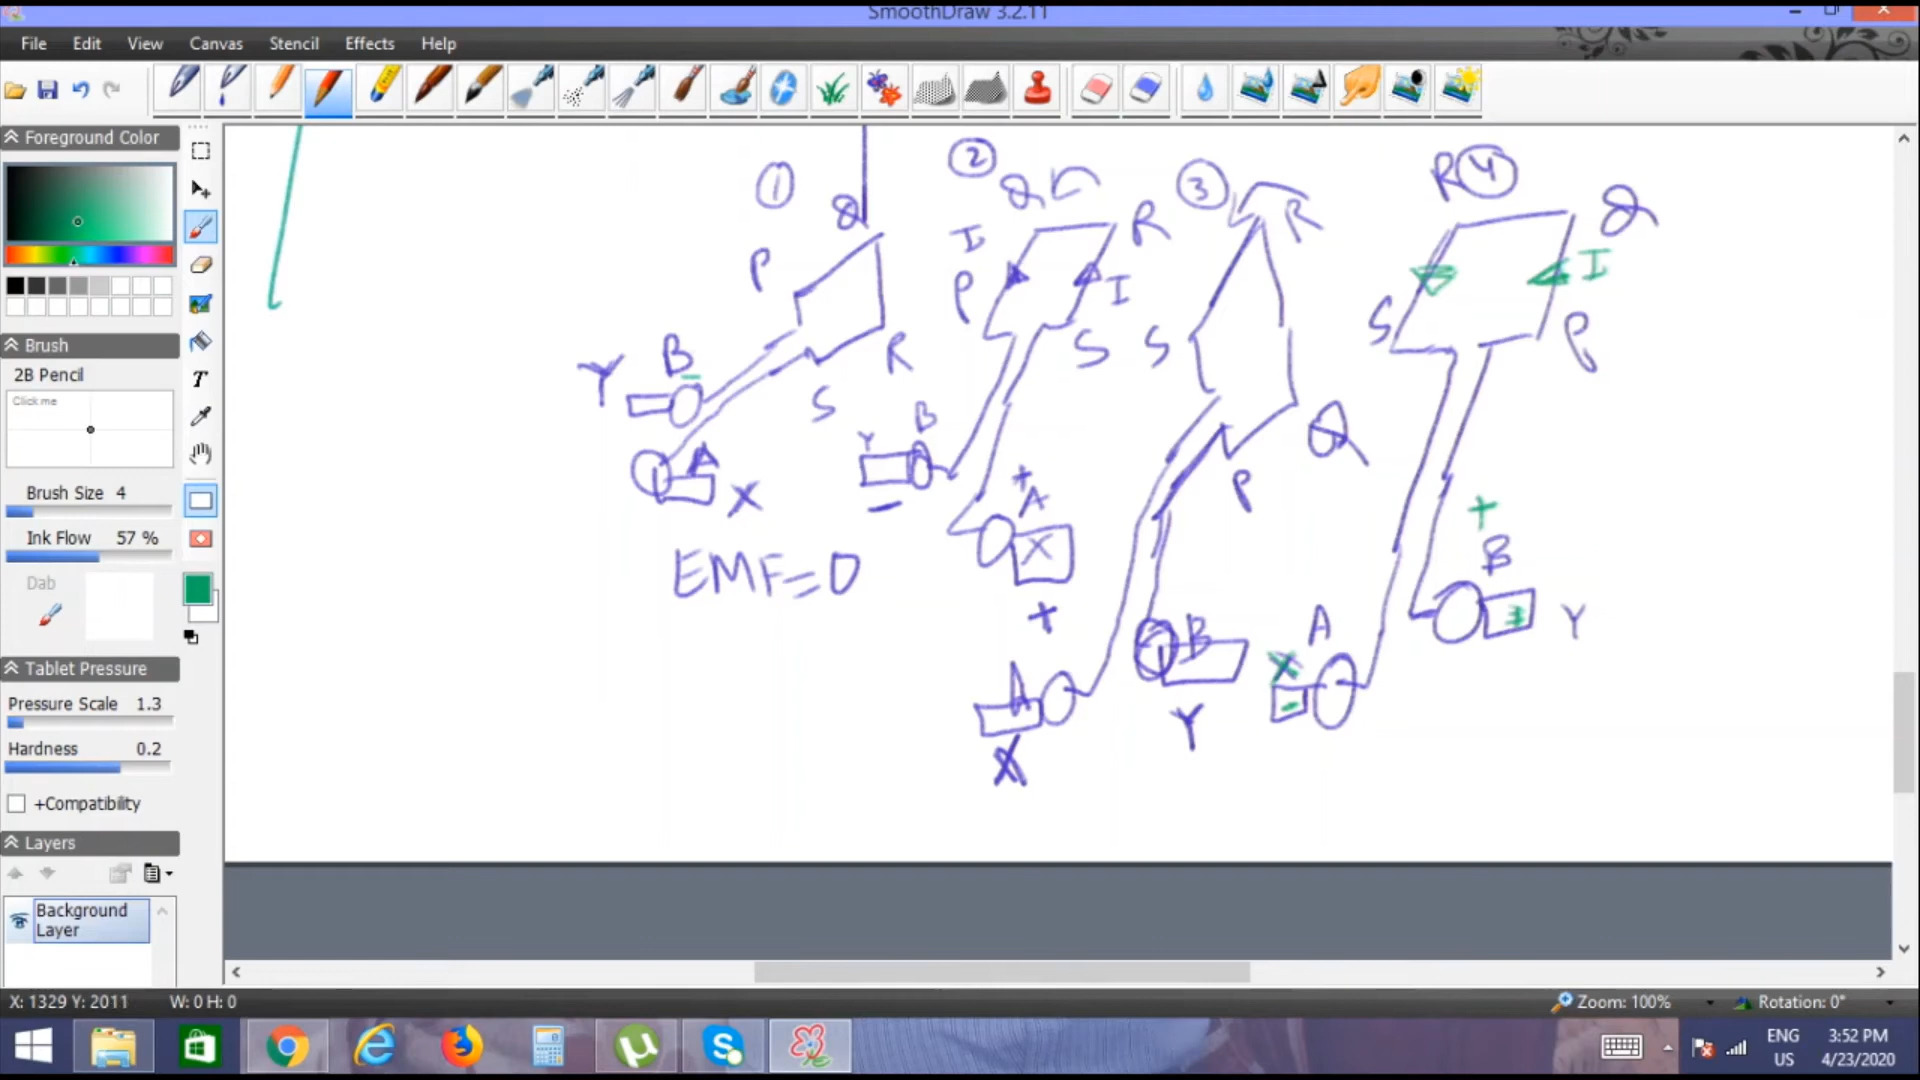 SmoothDraw 3.2.11
File Edit View Canvas Stencil Effects Help
Foreground Color
Brush
2B Pencil
Click me
Brush Size 4
Ink Flow 57 %
Dab
Tablet Pressure
Pressure Scale 1.3
Hardness 0.2
+Compatibility
Layers
Background
Layer
T
1
Q
P
R
S
Y B -
A X
EMF=0
2
Q R
I
P I
S
Y B
-
+
A
X
+
3
R
S
Q
P
A B
X Y
R 4 Q
I
S P
+
B
Y
X A
-
X: 1329 Y: 2011 W: 0 H: 0 Zoom: 100% Rotation: 0°
ENG
US
3:52 PM
4/23/2020